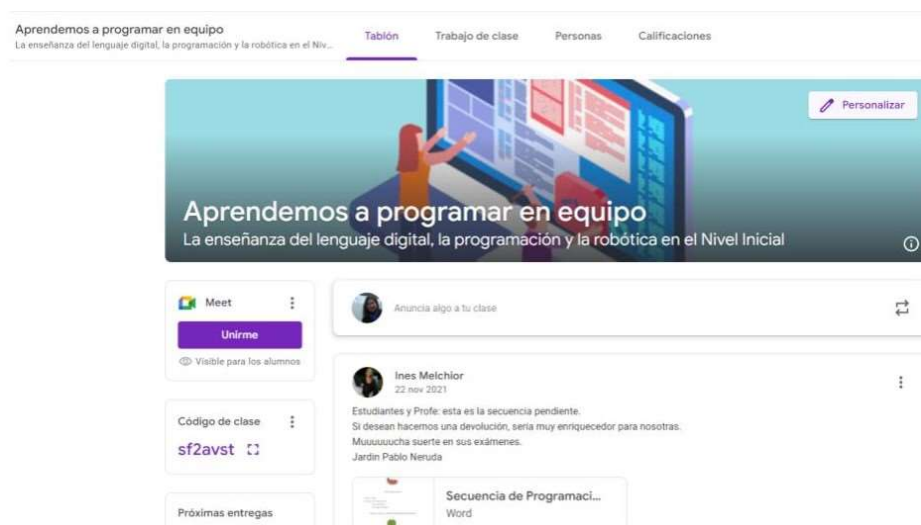 Aprendemos a programar en equipo
La enseñanza del lenguaje digital, la programación y la robótica en el Niv...
Tablón
Trabajo de clase
Personas
Calificaciones
Personalizar
Aprendemos a programar en equipo
La enseñanza del lenguaje digital, la programación y la robótica en el Nivel Inicial
Meet
Unirme
Visible para los alumnos
Anuncia algo a tu clase
Ines Melchior
22 nov 2021
Estudiantes y Profe: esta es la secuencia pendiente.
Si desean hacernos una devolución, sería muy enriquecedor para nosotras.
Muuuuuucha suerte en sus exámenes.
Jardin Pablo Neruda
Código de clase
sf2avst
Secuencia de Programaci...
Word
Próximas entregas